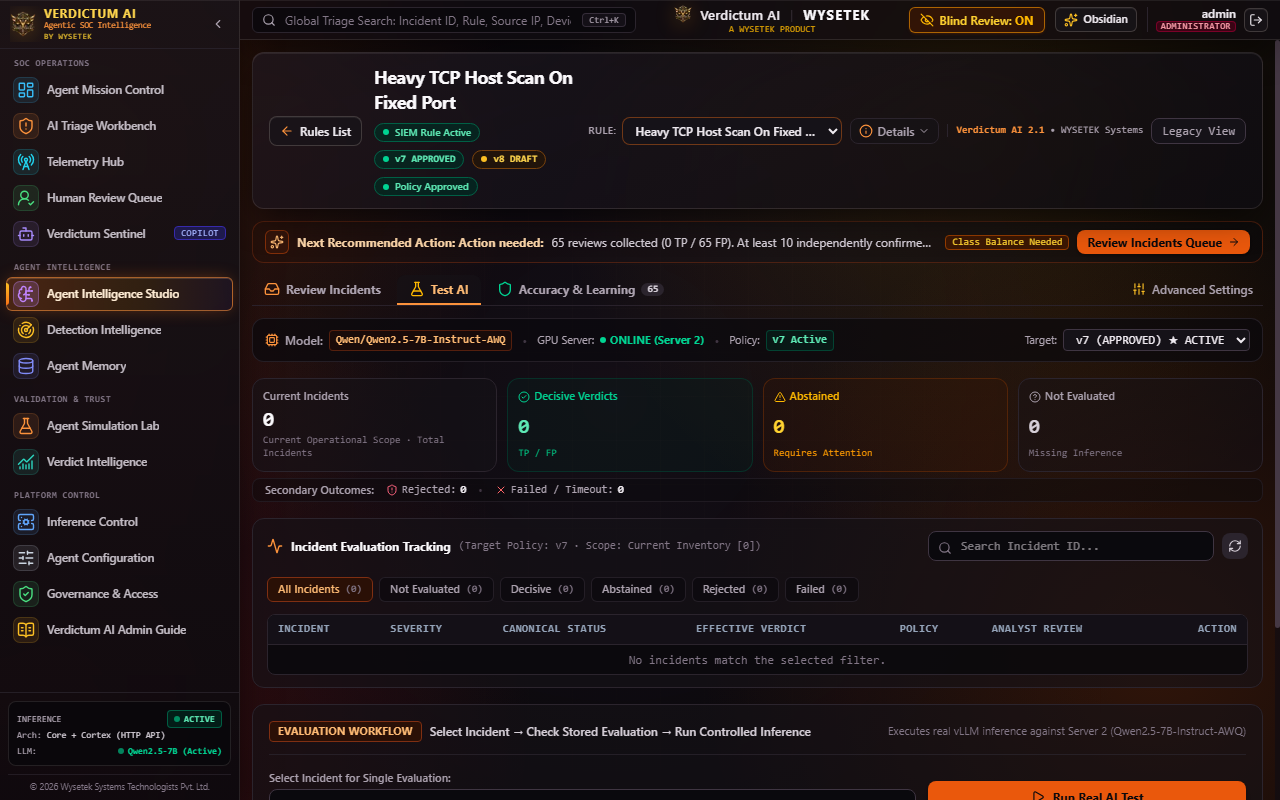 VERDICTUM AI
Agentic SOC Intelligence
BY WYSETEK
Global Triage Search: Incident ID, Rule, Source IP, Devic
Ctrl+K
Verdictum AI
WYSETEK
A WYSETEK PRODUCT
Blind Review: ON
Obsidian
admin
ADMINISTRATOR
SOC OPERATIONS
Agent Mission Control
AI Triage Workbench
Telemetry Hub
Human Review Queue
Verdictum Sentinel
COPILOT
AGENT INTELLIGENCE
Agent Intelligence Studio
Detection Intelligence
Agent Memory
VALIDATION & TRUST
Agent Simulation Lab
Verdict Intelligence
PLATFORM CONTROL
Inference Control
Agent Configuration
Governance & Access
Verdictum AI Admin Guide
INFERENCE
ACTIVE
Arch: Core + Cortex (HTTP API)
LLM: Qwen2.5-7B (Active)
© 2026 Wysetek Systems Technologists Pvt. Ltd.
Rules List
Heavy TCP Host Scan On
Fixed Port
SIEM Rule Active
v7 APPROVED
v8 DRAFT
Policy Approved
RULE:
Heavy TCP Host Scan On Fixed ...
Details
Verdictum AI 2.1 • WYSETEK Systems
Legacy View
Next Recommended Action: Action needed: 65 reviews collected (0 TP / 65 FP). At least 10 independently confirme...
Class Balance Needed
Review Incidents Queue →
Review Incidents
Test AI
Accuracy & Learning 65
Advanced Settings
Model: Qwen/Qwen2.5-7B-Instruct-AWQ
GPU Server: ONLINE (Server 2)
Policy: v7 Active
Target: v7 (APPROVED) ★ ACTIVE
Current Incidents
0
Current Operational Scope · Total
Incidents
Decisive Verdicts
0
TP / FP
Abstained
0
Requires Attention
Not Evaluated
0
Missing Inference
Secondary Outcomes: Rejected: 0 • Failed / Timeout: 0
Incident Evaluation Tracking (Target Policy: v7 · Scope: Current Inventory [0])
Search Incident ID...
All Incidents (0)
Not Evaluated (0)
Decisive (0)
Abstained (0)
Rejected (0)
Failed (0)
INCIDENT SEVERITY CANONICAL STATUS EFFECTIVE VERDICT POLICY ANALYST REVIEW ACTION
No incidents match the selected filter.
EVALUATION WORKFLOW
Select Incident → Check Stored Evaluation → Run Controlled Inference
Executes real vLLM inference against Server 2 (Qwen2.5-7B-Instruct-AWQ)
Select Incident for Single Evaluation:
Run Real AI Test